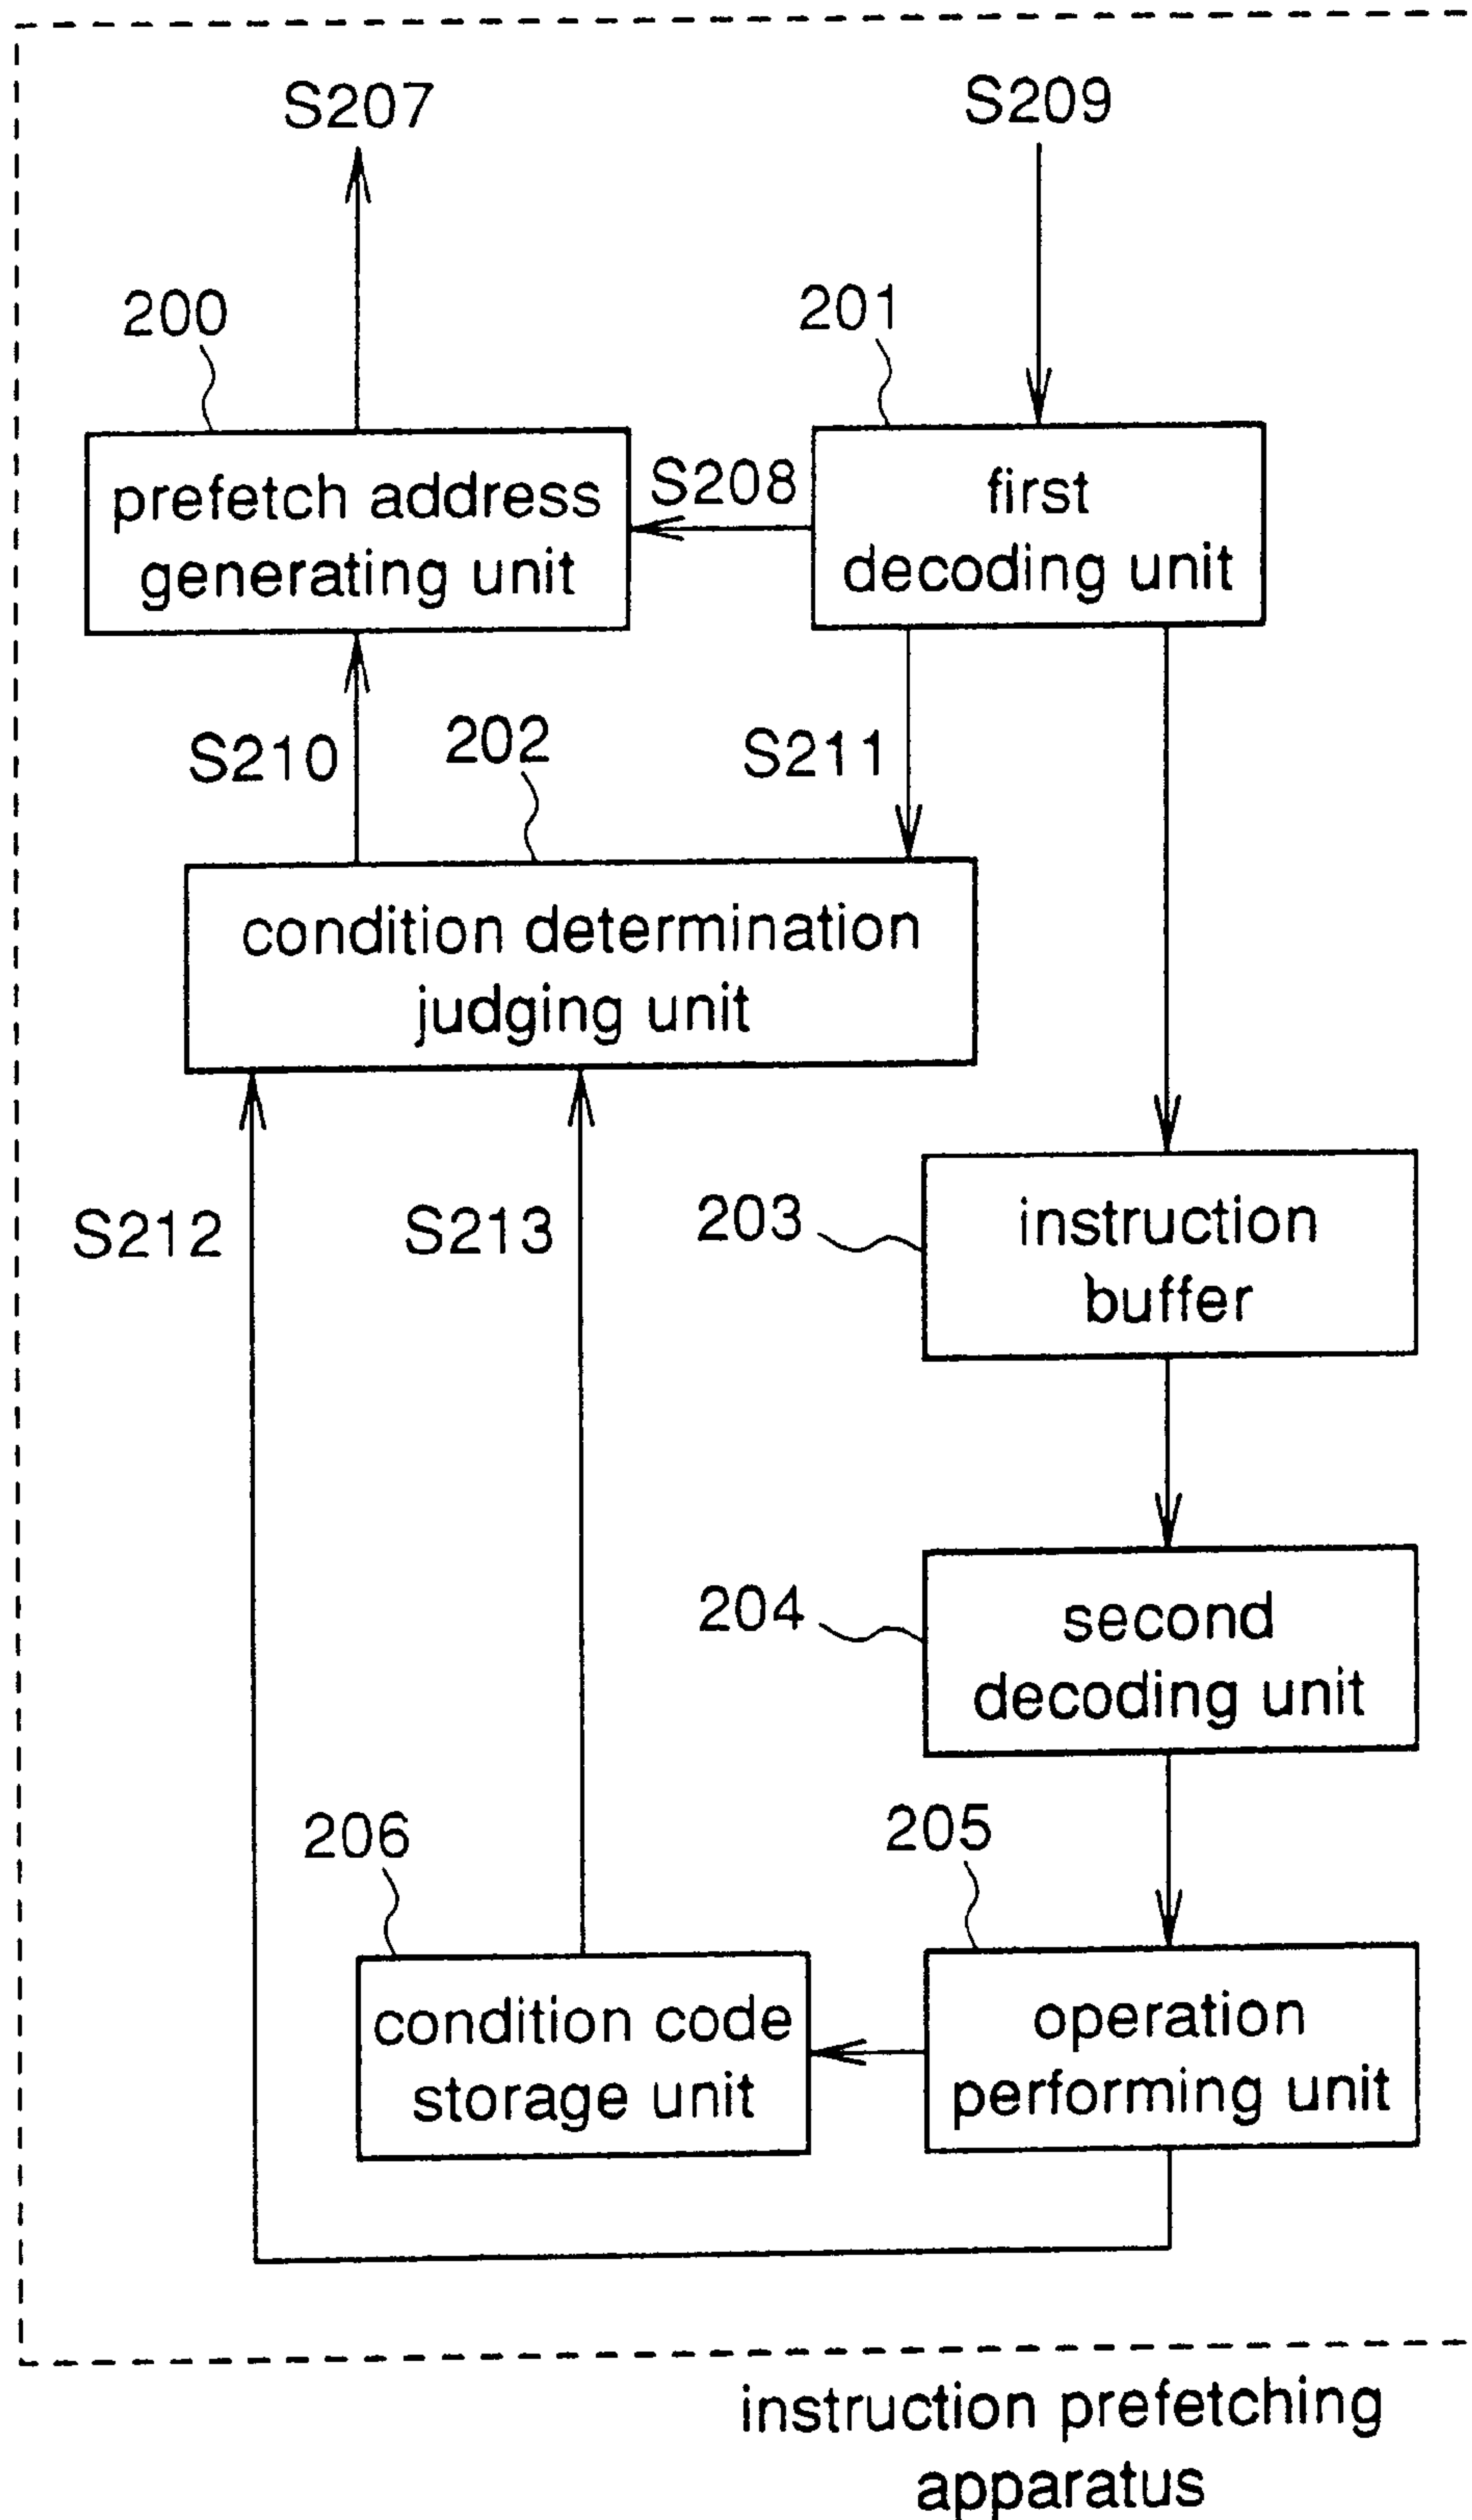 S207
S209
200
201
prefetch address
generating unit
S208
first
decoding unit
S210
202
S211
condition determination
judging unit
S212
S213
203
instruction
buffer
204
second
decoding unit
206
205
condition code
storage unit
operation
performing unit
instruction prefetching
apparatus